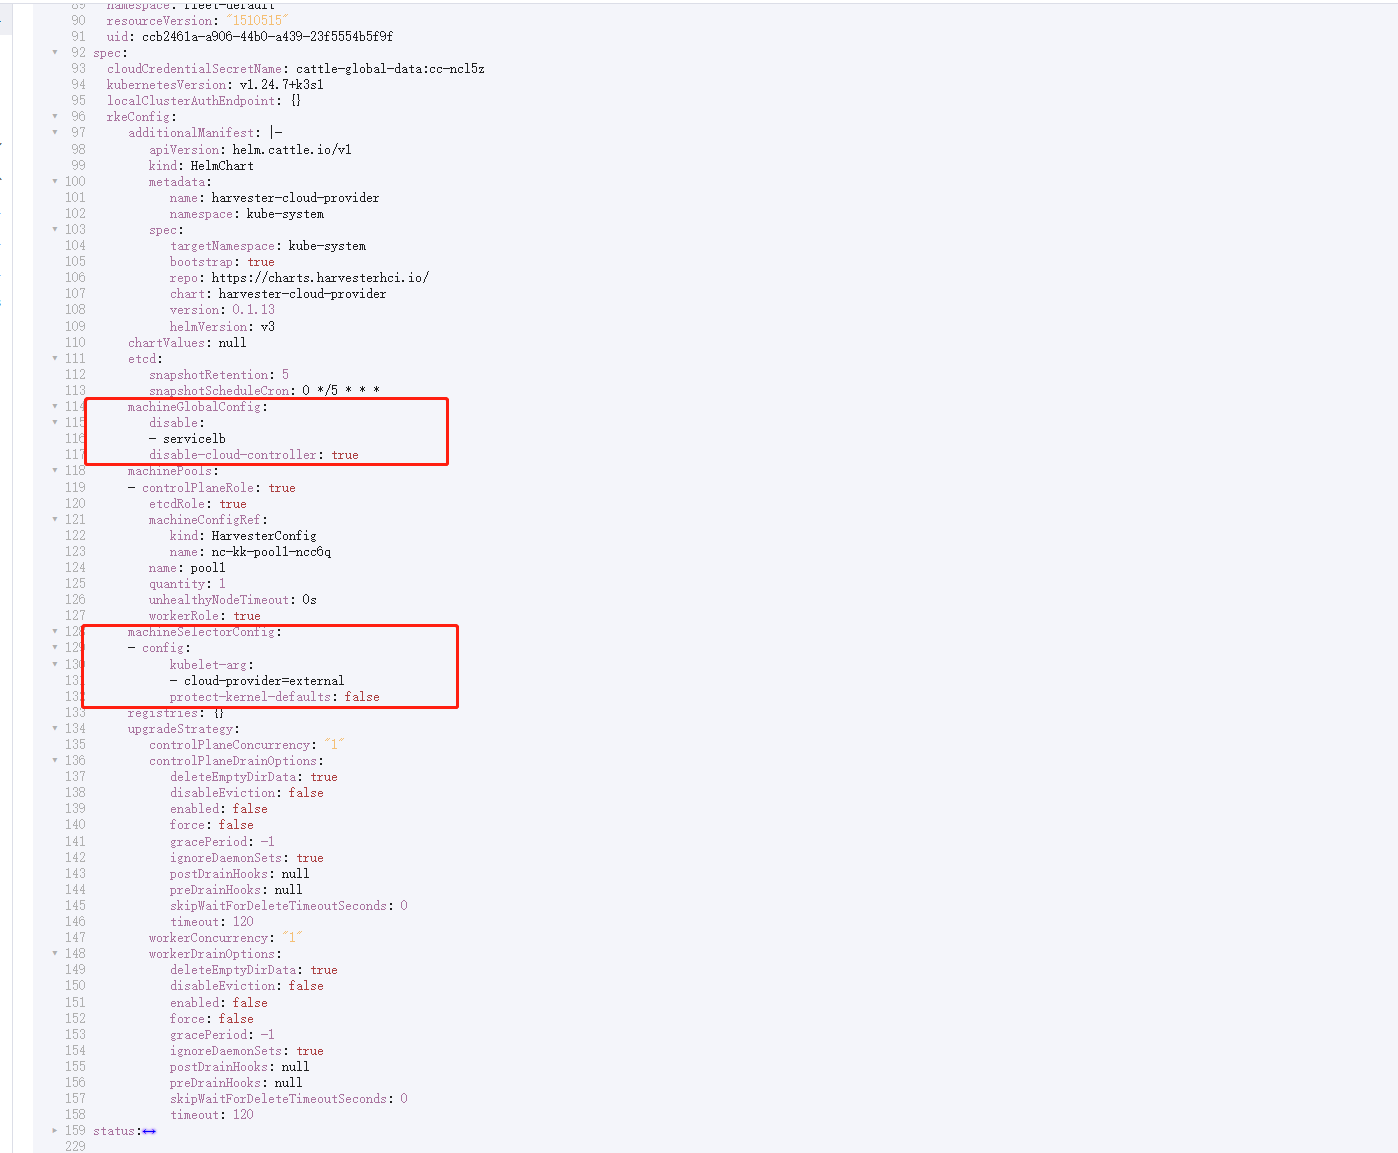 89 namespace: fleet-default
90 resourceVersion: "1510515"
91 uid: ccb2461a-a906-44b0-a439-23f5554b5f9f
92 spec:
93 cloudCredentialSecretName: cattle-global-data:cc-ncl5z
94 kubernetesVersion: v1.24.7+k3s1
95 localClusterAuthEndpoint: {}
96 rkeConfig:
97 additionalManifest: |-
98 apiVersion: helm.cattle.io/v1
99 kind: HelmChart
100 metadata:
101 name: harvester-cloud-provider
102 namespace: kube-system
103 spec:
104 targetNamespace: kube-system
105 bootstrap: true
106 repo: https://charts.harvesterhci.io/
107 chart: harvester-cloud-provider
108 version: 0.1.13
109 helmVersion: v3
110 chartValues: null
111 etcd:
112 snapshotRetention: 5
113 snapshotScheduleCron: 0 */5 * * *
114 machineGlobalConfig:
115 disable:
116 - servicelb
117 disable-cloud-controller: true
118 machinePools:
119 - controlPlaneRole: true
120 etcdRole: true
121 machineConfigRef:
122 kind: HarvesterConfig
123 name: nc-kk-pool1-ncc6q
124 name: pool1
125 quantity: 1
126 unhealthyNodeTimeout: 0s
127 workerRole: true
128 machineSelectorConfig:
129 - config:
130 kubelet-arg:
131 - cloud-provider=external
132 protect-kernel-defaults: false
133 registries: {}
134 upgradeStrategy:
135 controlPlaneConcurrency: "1"
136 controlPlaneDrainOptions:
137 deleteEmptyDirData: true
138 disableEviction: false
139 enabled: false
140 force: false
141 gracePeriod: -1
142 ignoreDaemonSets: true
143 postDrainHooks: null
144 preDrainHooks: null
145 skipWaitForDeleteTimeoutSeconds: 0
146 timeout: 120
147 workerConcurrency: "1"
148 workerDrainOptions:
149 deleteEmptyDirData: true
150 disableEviction: false
151 enabled: false
152 force: false
153 gracePeriod: -1
154 ignoreDaemonSets: true
155 postDrainHooks: null
156 preDrainHooks: null
157 skipWaitForDeleteTimeoutSeconds: 0
158 timeout: 120
159 status:
229